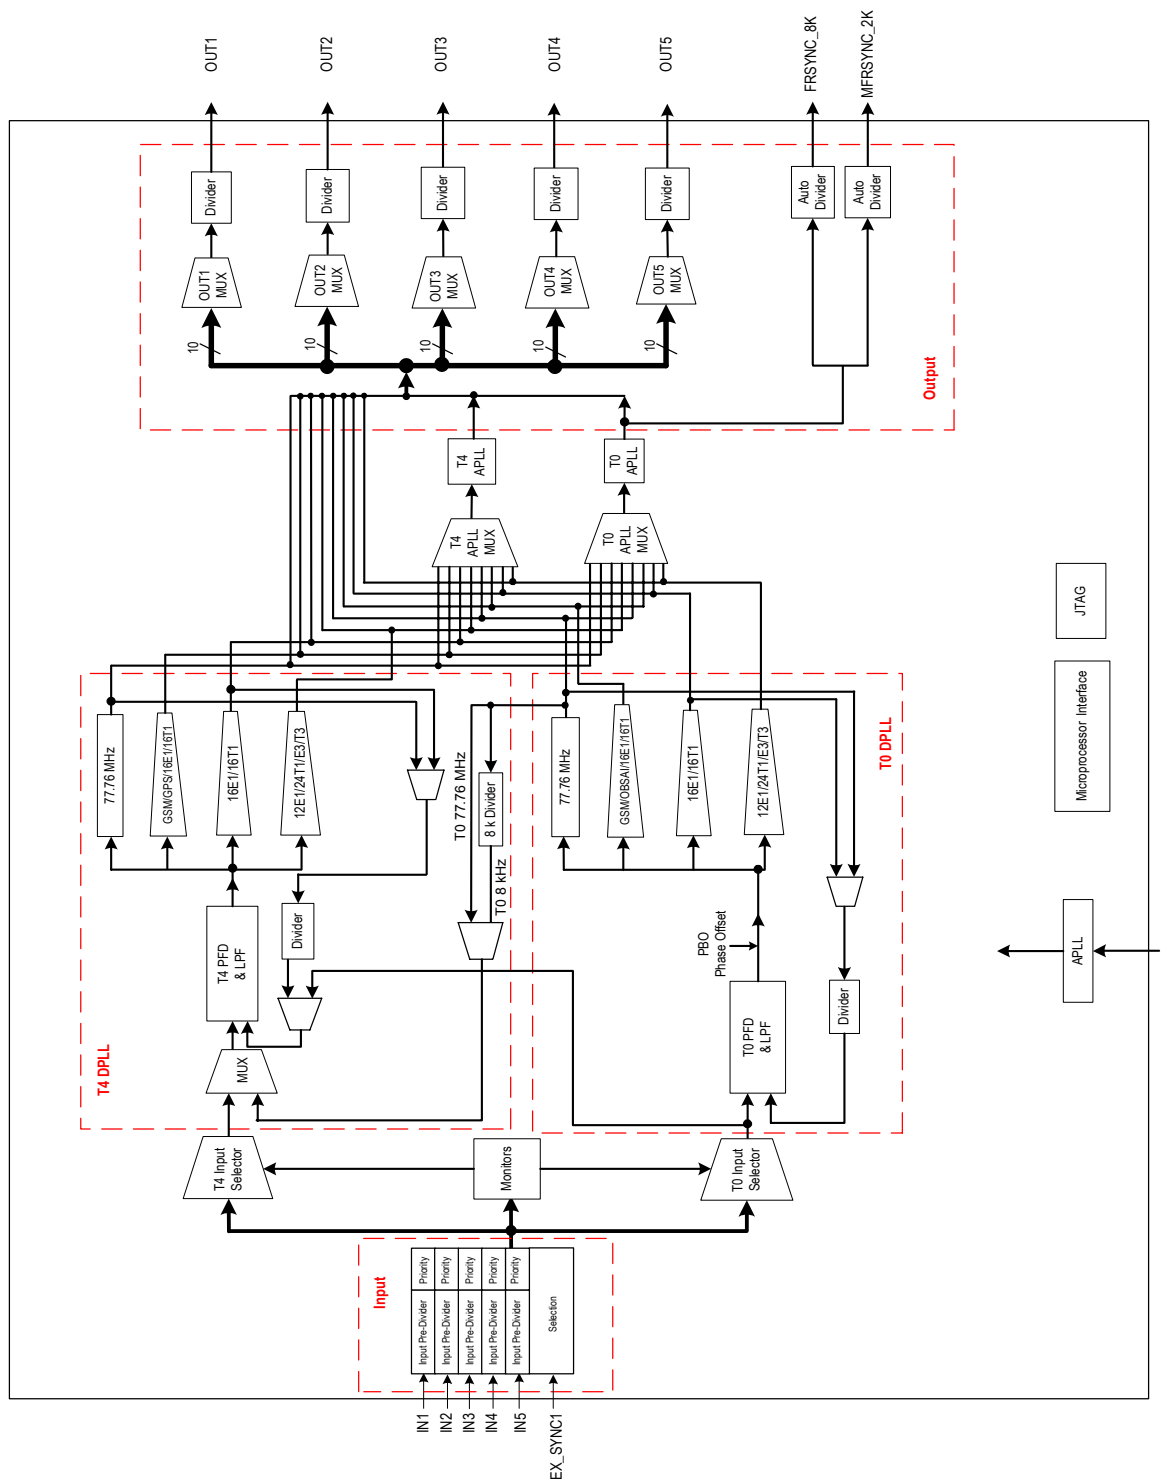 OUT1
OUT2
OUT3
OUT4
OUT5
FRSYNC_8K
MFRSYNC_2K
Divider
Divider
Divider
Divider
Divider
Auto
Divider
Auto
Divider
OUT1
MUX
OUT2
MUX
OUT3
MUX
OUT4
MUX
OUT5
MUX
10
10
10
10
10
Output
T4
APLL
T0
APLL
T4
APLL
MUX
T0
APLL
MUX
JTAG
Microprocessor Interface
APLL
77.76 MHz
GSM/GPS/16E1/16T1
16E1/16T1
12E1/24T1/E3/T3
T0 77.76 MHz
8 k Divider
T0 8 kHz
77.76 MHz
GSM/OBSAI/16E1/16T1
16E1/16T1
12E1/24T1/E3/T3
T0 DPLL
T4 PFD
& LPF
Divider
PBO
Phase Offset
T4 DPLL
MUX
T0 PFD
& LPF
Divider
T4 Input
Selector
Monitors
T0 Input
Selector
Input
Priority
Priority
Priority
Priority
Priority
Input Pre-Divider
Input Pre-Divider
Input Pre-Divider
Input Pre-Divider
Input Pre-Divider
Selection
IN1
IN2
IN3
IN4
IN5
EX_SYNC1